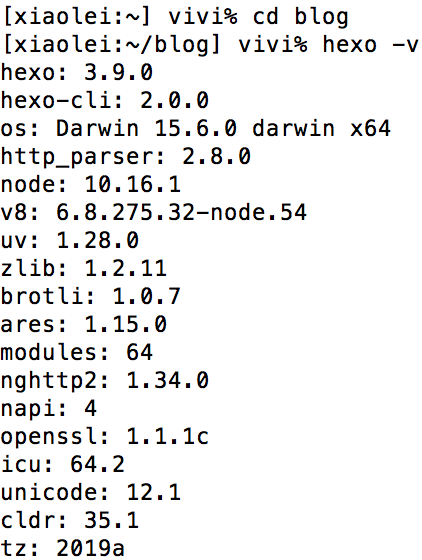 [xiaolei:~] vivi% cd blog
[xiaolei:~/blog] vivi% hexo -v
hexo: 3.9.0
hexo-cli: 2.0.0
os: Darwin 15.6.0 darwin x64
http_parser: 2.8.0
node: 10.16.1
v8: 6.8.275.32-node.54
uv: 1.28.0
zlib: 1.2.11
brotli: 1.0.7
ares: 1.15.0
modules: 64
nghttp2: 1.34.0
napi: 4
openssl: 1.1.1c
icu: 64.2
unicode: 12.1
cldr: 35.1
tz: 2019a